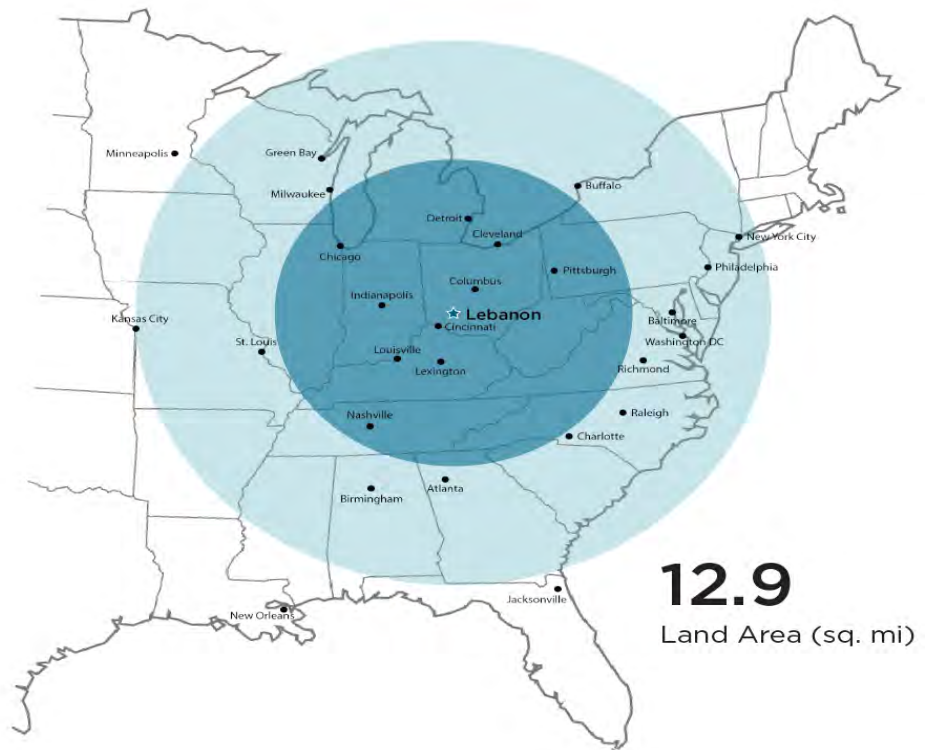 Minneapolis
Green Bay
Milwaukee
Buffalo
Detroit
Cleveland
New York City
Chicago
Pittsburgh
Philadelphia
Columbus
Indianapolis
Lebanon
Baltimore
Kansas City
Cincinnati
Washington DC
St. Louis
Louisville
Richmond
Lexington
Nashville
Raleigh
Charlotte
Atlanta
Birmingham
Jacksonville
New Orleans
12.9
Land Area (sq. mi)